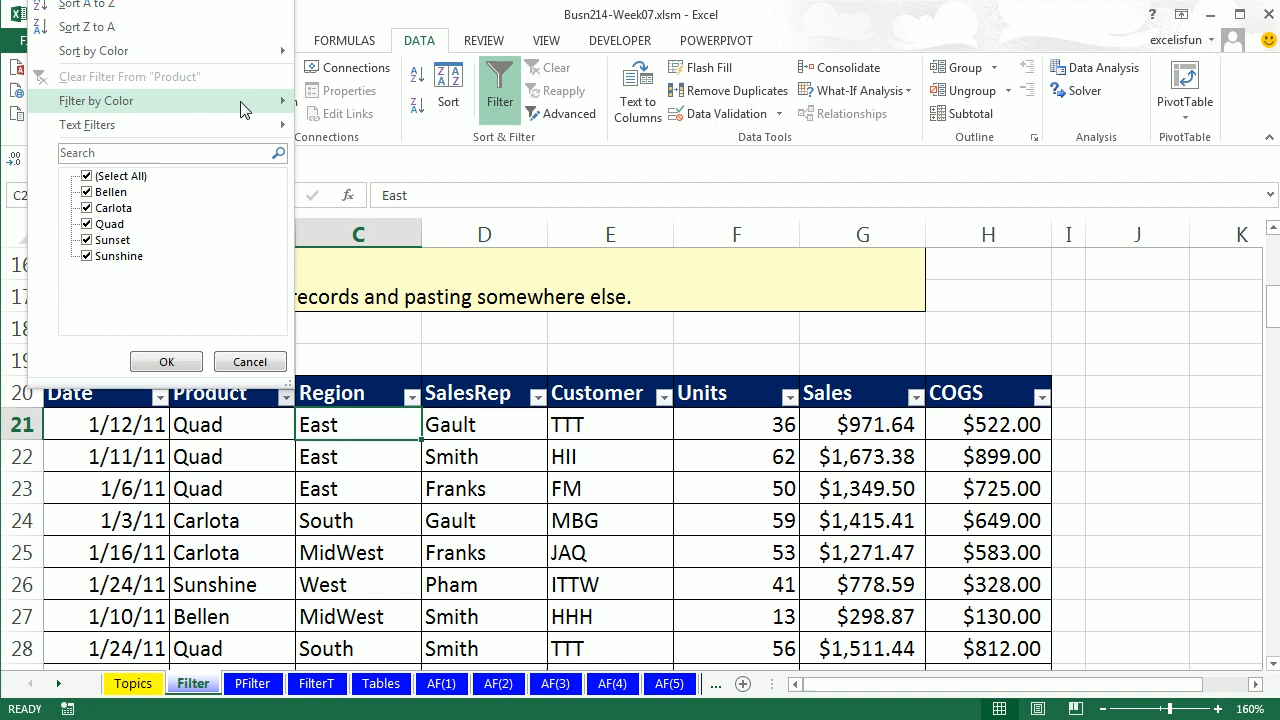 Busn214-Week07.xlsm - Excel
?
FORMULAS DATA REVIEW VIEW DEVELOPER POWERPIVOT
excelisfun
Sort A to Z
Sort Z to A
Sort by Color
Clear Filter From "Product"
Filter by Color
Text Filters
Search
(Select All)
Bellen
Carlota
Quad
Sunset
Sunshine
OK Cancel
Connections
Properties
Edit Links
Sort
Filter
Clear
Reapply
Advanced
Sort & Filter
Text to
Columns
Flash Fill
Remove Duplicates
Data Validation
Consolidate
What-If Analysis
Relationships
Data Tools
Group
Ungroup
Subtotal
Outline
Data Analysis
Solver
Analysis
PivotTable
PivotTable
fx East
C D E F G H I J K
16
17 records and pasting somewhere else.
18
19
20 Date Product Region SalesRep Customer Units Sales COGS
21 1/12/11 Quad East Gault TTT 36 $971.64 $522.00
22 1/11/11 Quad East Smith HII 62 $1,673.38 $899.00
23 1/6/11 Quad East Franks FM 50 $1,349.50 $725.00
24 1/3/11 Carlota South Gault MBG 59 $1,415.41 $649.00
25 1/16/11 Carlota MidWest Franks JAQ 53 $1,271.47 $583.00
26 1/24/11 Sunshine West Pham ITTW 41 $778.59 $328.00
27 1/10/11 Bellen MidWest Smith HHH 13 $298.87 $130.00
28 1/24/11 Quad South Smith TTT 56 $1,511.44 $812.00
Topics Filter PFilter FilterT Tables AF(1) AF(2) AF(3) AF(4) AF(5) ...
READY 160%